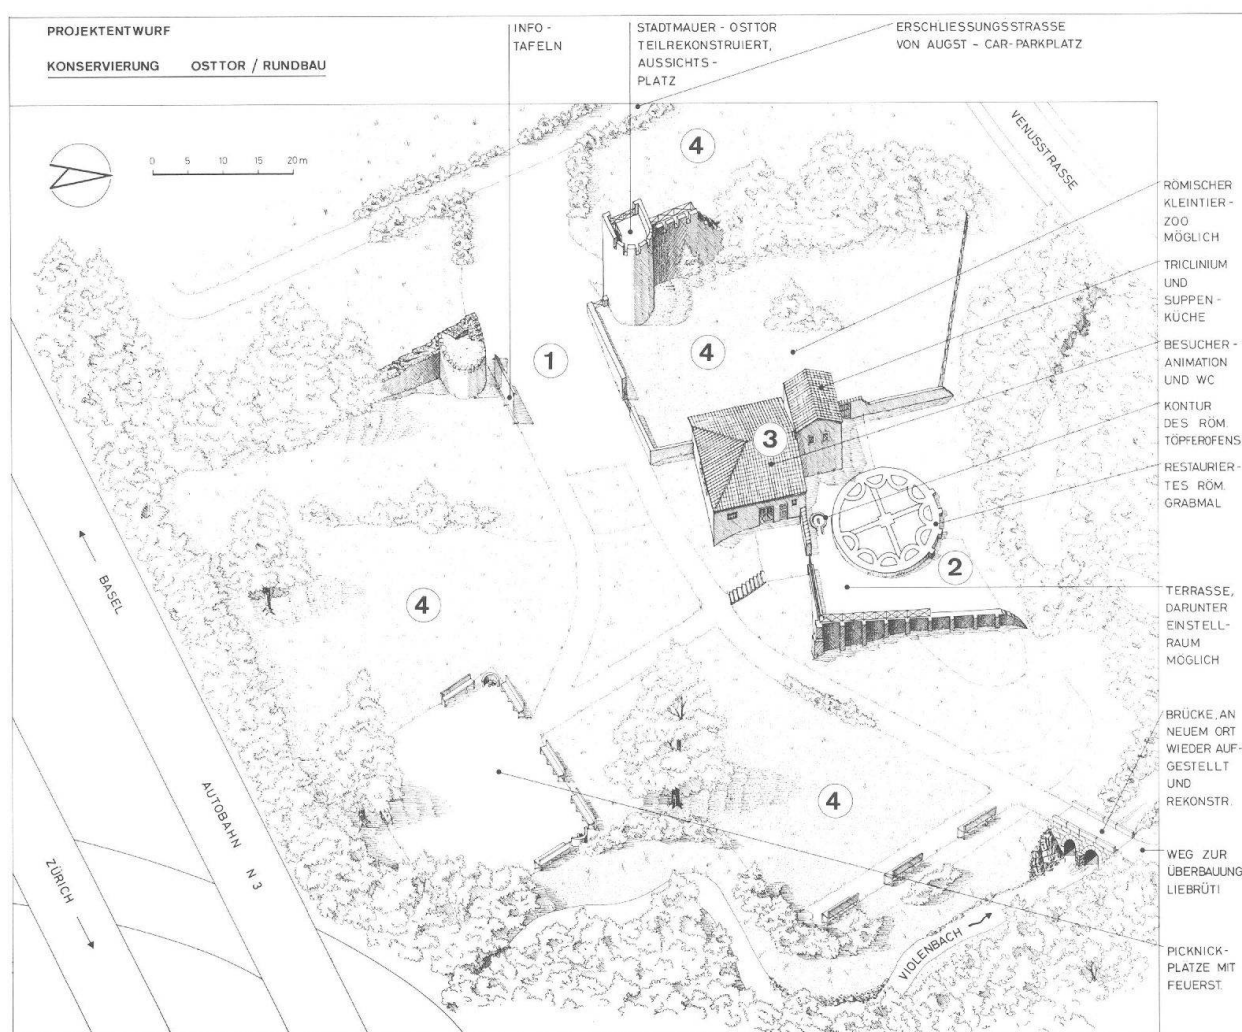 PROJEKTENTWURF
KONSERVIERUNG OSTTOR / RUNDBAU
INFO-
TAFELN
STADTMAUER - OSTTOR
TEILREKONSTRUIERT,
AUSSICHTS-
PLATZ
ERSCHLIESSUNGSSTRASSE
VON AUGST - CAR-PARKPLATZ
0 5 10 15 20 m
VENUSSTRASSE
4
RÖMISCHER
KLEINTIER-
ZOO
MÖGLICH
TRICLINIUM
UND
SUPPEN-
KÜCHE
1
4
BESUCHER-
ANIMATION
UND WC
3
KONTUR
DES RÖM.
TÖPFEROFENS
RESTAURIER-
TES RÖM.
GRABMAL
2
BASEL
4
TERRASSE,
DARUNTER
EINSTELL-
RAUM
MÖGLICH
BRÜCKE, AN
NEUEM ORT
WIEDER AUF-
GESTELLT
UND
REKONSTR.
AUTOBAHN N3
4
ZÜRICH
WEG ZUR
ÜBERBAUUNG
LIEBRÜTI
VIOLENBACH
PICKNICK-
PLÄTZE MIT
FEUERST.